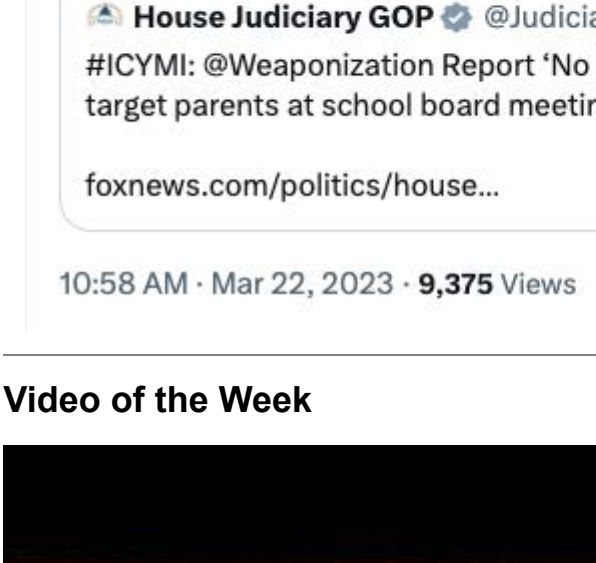 House Judiciary GOP @Judicia
#ICYMI: @Weaponization Report ‘No
target parents at school board meetin
foxnews.com/politics/house...
10:58 AM · Mar 22, 2023 · 9,375 Views
Video of the Week